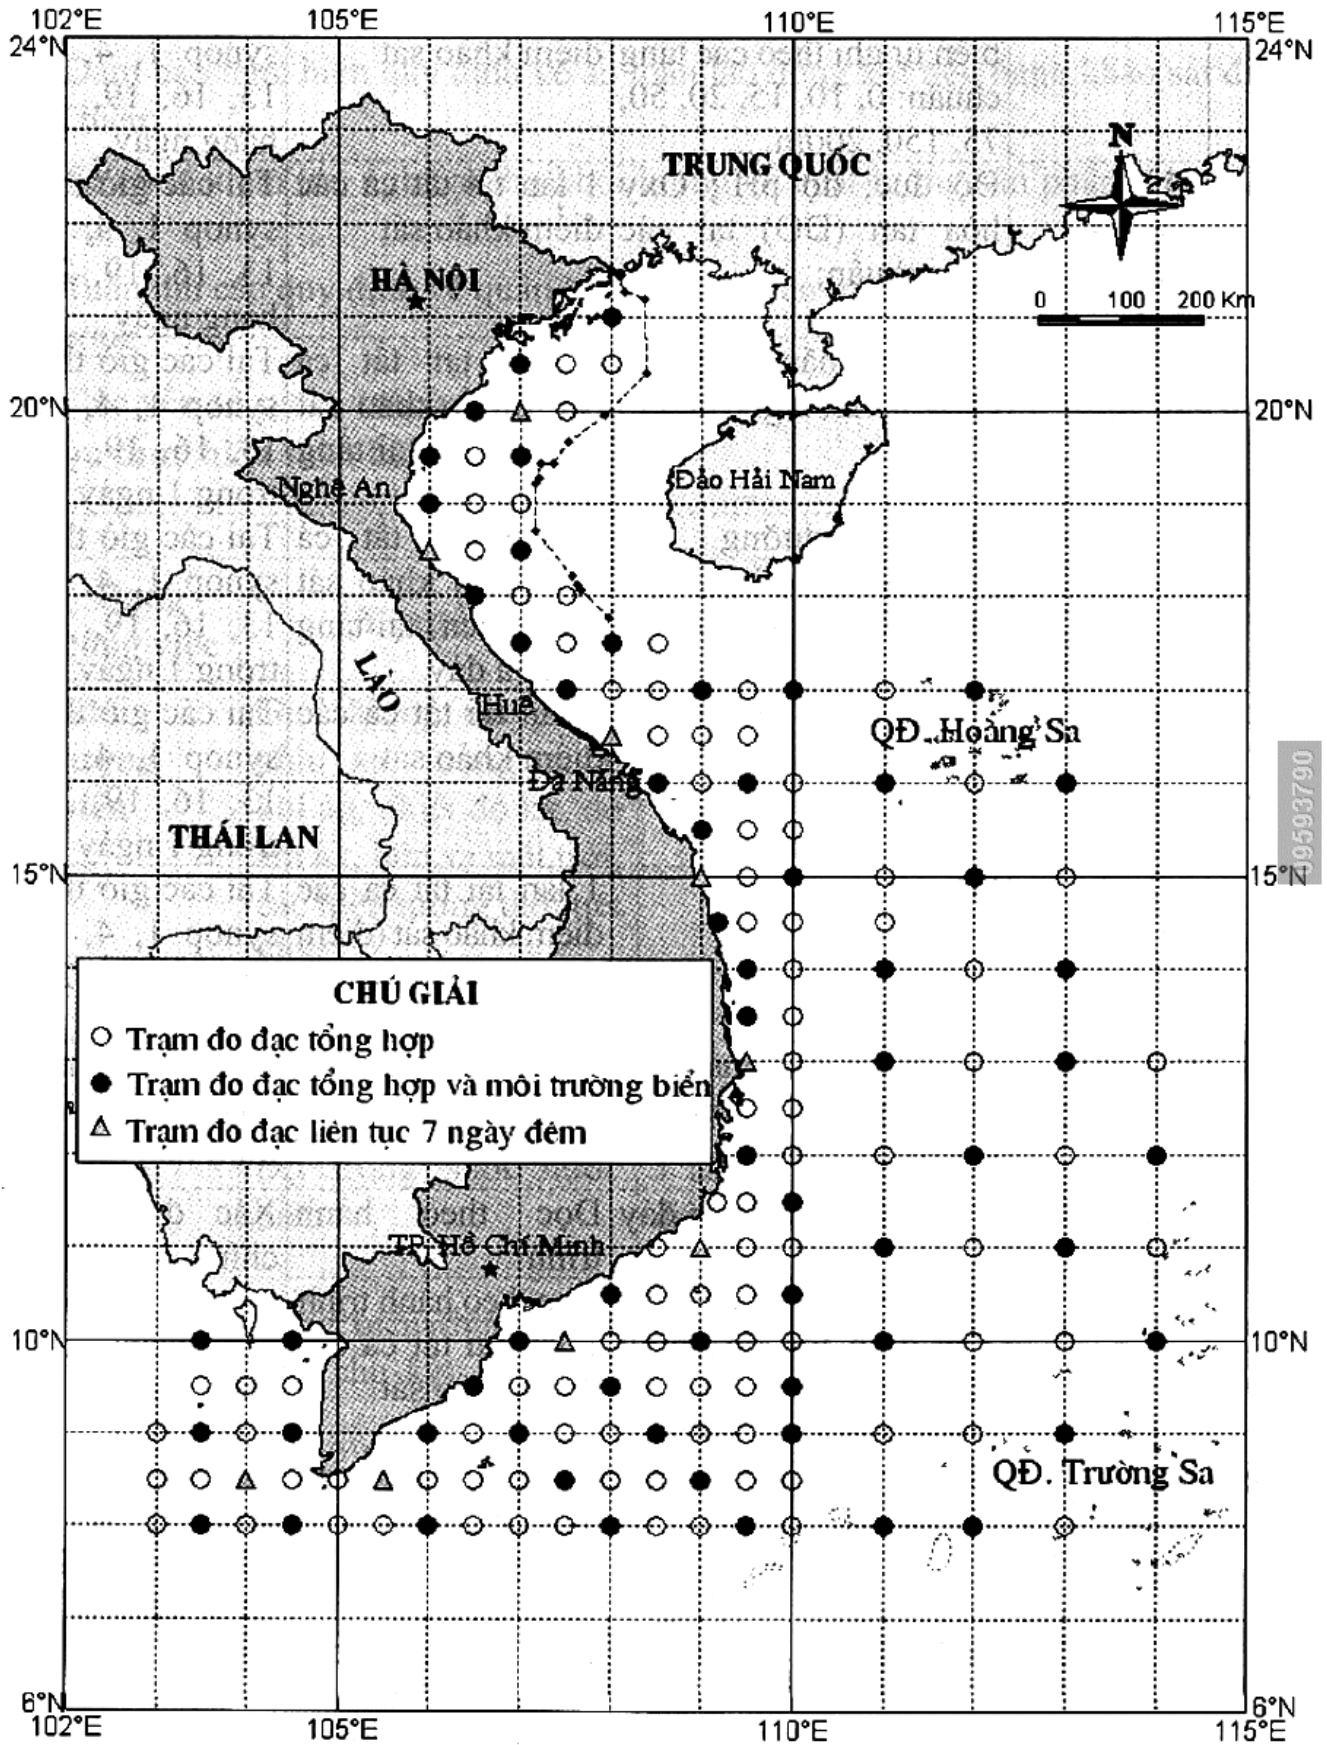 102°E 105°E 110°E 115°E
24°N 24°N
N
TRUNG QUỐC
HÀ NỘI
0 100 200 Km
20°N 20°N
Nghệ An
Đảo Hải Nam
LÀO
Huế
QĐ. Hoàng Sa
Đà Nẵng
09593790
THÁI LAN
15°N 15°N
CHÚ GIẢI
Trạm đo đạc tổng hợp
Trạm đo đạc tổng hợp và môi trường biển
Trạm đo đạc liên tục 7 ngày đêm
TP. Hồ Chí Minh
10°N 10°N
QĐ. Trường Sa
6°N 6°N
102°E 105°E 110°E 115°E